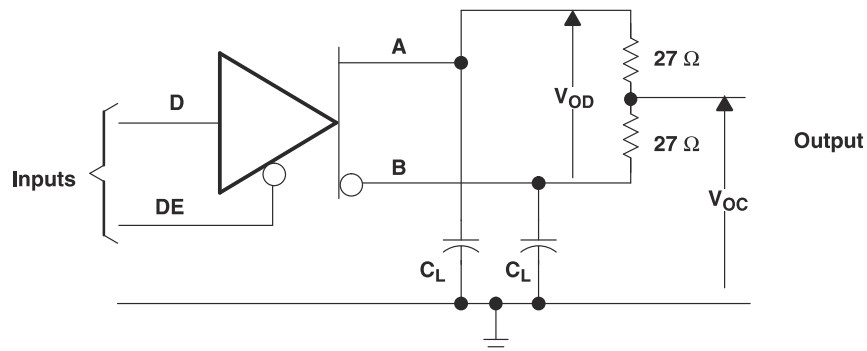 A
27 Ω
D
V_OD
27 Ω
Output
Inputs
B
V_OC
DE
C_L
C_L